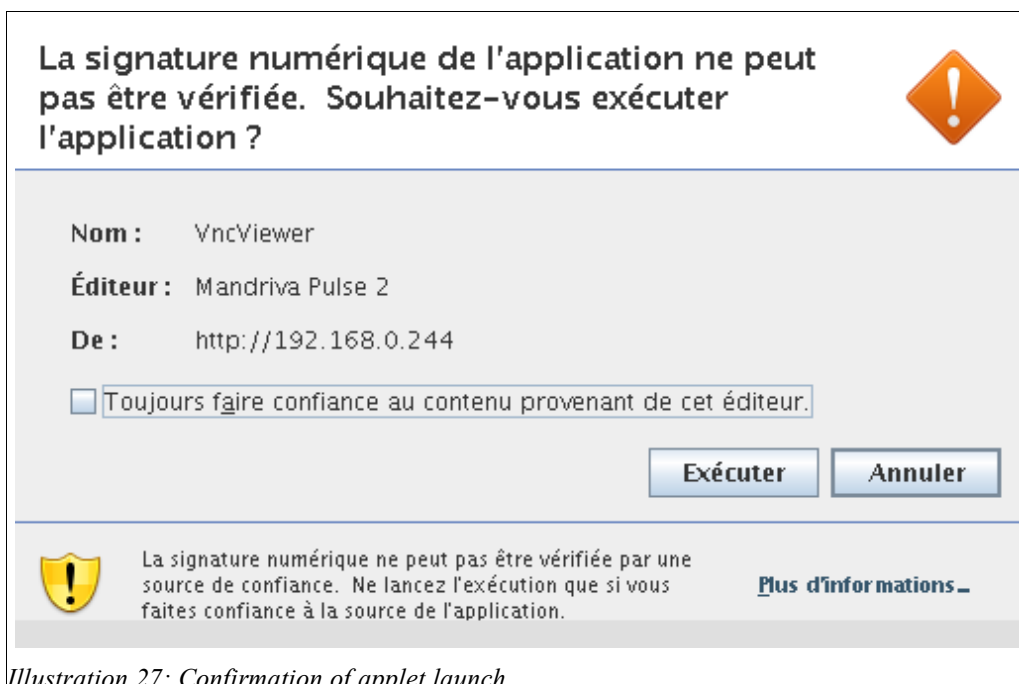 La signature numérique de l'application ne peut
pas être vérifiée. Souhaitez-vous exécuter
l'application ?
Nom : VncViewer
Éditeur : Mandriva Pulse 2
De : http://192.168.0.244
Toujours faire confiance au contenu provenant de cet éditeur.
Exécuter Annuler
La signature numérique ne peut pas être vérifiée par une
source de confiance. Ne lancez l'exécution que si vous
faites confiance à la source de l'application.
Plus d'informations...
Illustration 27: Confirmation of applet launch